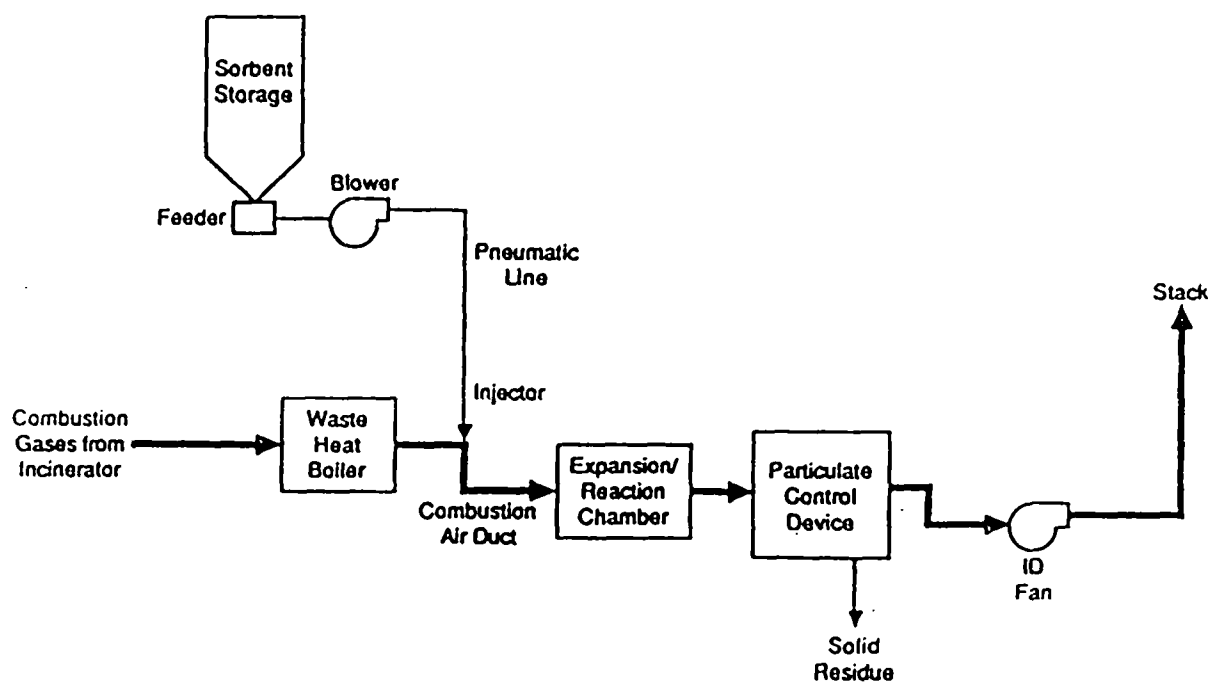 Sorbent
Storage
Blower
Feeder
Pneumatic
Line
Stack
Injector
Combustion
Gases from
Incinerator
Waste
Heat
Boiler
Combustion
Air Duct
Expansion/
Reaction
Chamber
Particulate
Control
Device
ID
Fan
Solid
Residue